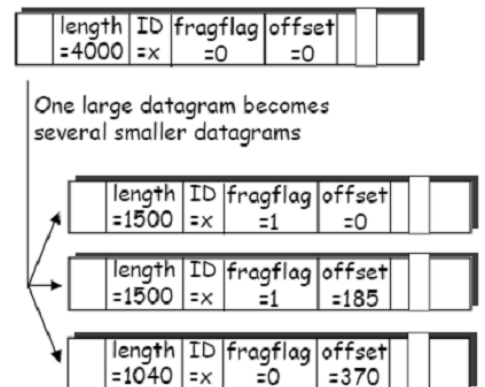 length ID fragflag offset
=4000 =x =0 =0
One large datagram becomes
several smaller datagrams
length ID fragflag offset
=1500 =x =1 =0
length ID fragflag offset
=1500 =x =1 =185
length ID fragflag offset
=1040 =x =0 =370